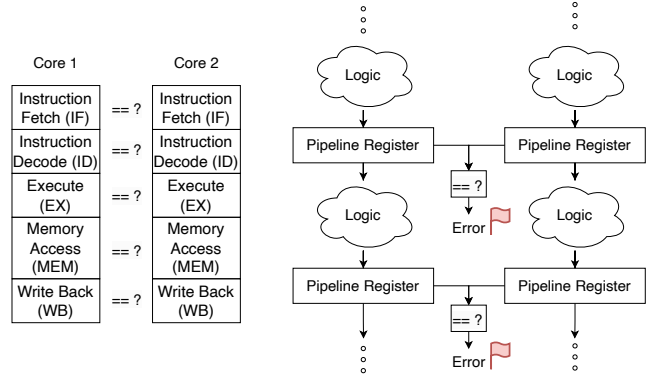 Core 1
Core 2
Instruction
Fetch (IF)
== ?
Instruction
Fetch (IF)
Instruction
Decode (ID)
== ?
Instruction
Decode (ID)
Execute
(EX)
== ?
Execute
(EX)
Memory
Access
(MEM)
== ?
Memory
Access
(MEM)
Write Back
(WB)
== ?
Write Back
(WB)
Logic
Logic
Pipeline Register
Pipeline Register
== ?
Error
Logic
Logic
Pipeline Register
Pipeline Register
== ?
Error